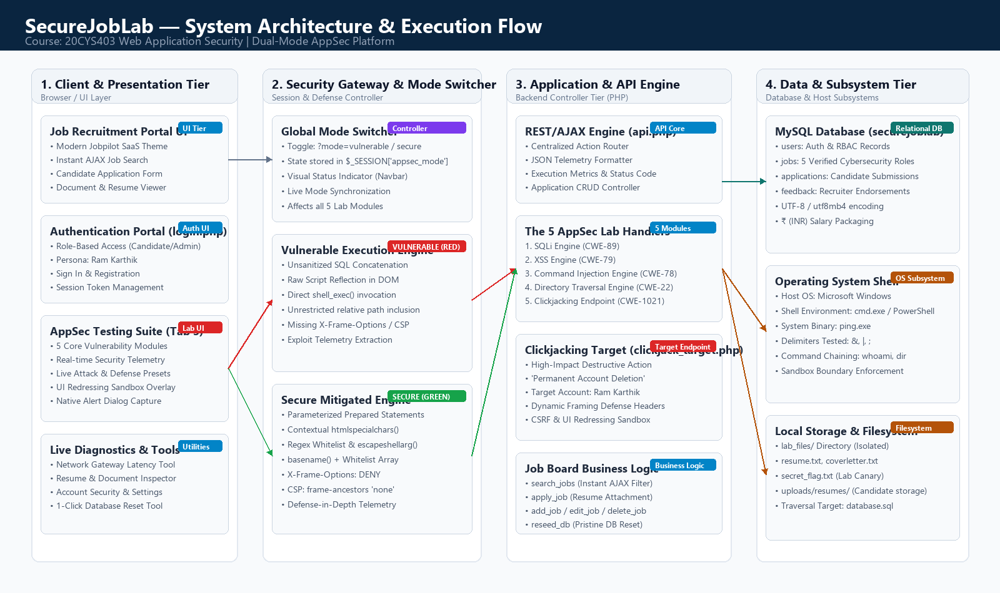 SecureJobLab — System Architecture & Execution Flow
Course: 20CYS403 Web Application Security | Dual-Mode AppSec Platform
1. Client & Presentation Tier
Browser / UI Layer
Job Recruitment Portal UI
UI Tier
• Modern Jobpilot SaaS Theme
• Instant AJAX Job Search
• Candidate Application Form
• Document & Resume Viewer
Authentication Portal (login.php)
Auth UI
• Role-Based Access (Candidate/Admin)
• Persona: Ram Karthik
• Sign In & Registration
• Session Token Management
AppSec Testing Suite (Tab 5)
Lab UI
• 5 Core Vulnerability Modules
• Real-time Security Telemetry
• Live Attack & Defense Presets
• UI Redressing Sandbox Overlay
• Native Alert Dialog Capture
Live Diagnostics & Tools
Utilities
• Network Gateway Latency Tool
• Resume & Document Inspector
• Account Security & Settings
• 1-Click Database Reset Tool
2. Security Gateway & Mode Switcher
Session & Defense Controller
Global Mode Switcher
Controller
• Toggle: ?mode=vulnerable / secure
• State stored in $_SESSION['appsec_mode']
• Visual Status Indicator (Navbar)
• Live Mode Synchronization
• Affects all 5 Lab Modules
Vulnerable Execution Engine
VULNERABLE (RED)
• Unsanitized SQL Concatenation
• Raw Script Reflection in DOM
• Direct shell_exec() invocation
• Unrestricted relative path inclusion
• Missing X-Frame-Options / CSP
• Exploit Telemetry Extraction
Secure Mitigated Engine
SECURE (GREEN)
• Parameterized Prepared Statements
• Contextual htmlspecialchars()
• Regex Whitelist & escapeshellarg()
• basename() + Whitelist Array
• X-Frame-Options: DENY
• CSP: frame-ancestors 'none'
• Defense-in-Depth Telemetry
3. Application & API Engine
Backend Controller Tier (PHP)
REST/AJAX Engine (api.php)
API Core
• Centralized Action Router
• JSON Telemetry Formatter
• Execution Metrics & Status Code
• Application CRUD Controller
The 5 AppSec Lab Handlers
5 Modules
1. SQLi Engine (CWE-89)
2. XSS Engine (CWE-79)
3. Command Injection Engine (CWE-78)
4. Directory Traversal Engine (CWE-22)
5. Clickjacking Endpoint (CWE-1021)
Clickjacking Target (clickjack_target.php)
Target Endpoint
• High-Impact Destructive Action
• 'Permanent Account Deletion'
• Target Account: Ram Karthik
• Dynamic Framing Defense Headers
• CSRF & UI Redressing Sandbox
Job Board Business Logic
Business Logic
• search_jobs (Instant AJAX Filter)
• apply_job (Resume Attachment)
• add_job / edit_job / delete_job
• reseed_db (Pristine DB Reset)
4. Data & Subsystem Tier
Database & Host Subsystems
MySQL Database (securejoblab)
Relational DB
• users: Auth & RBAC Records
• jobs: 5 Verified Cybersecurity Roles
• applications: Candidate Submissions
• feedback: Recruiter Endorsements
• UTF-8 / utf8mb4 encoding
• ₹ (INR) Salary Packaging
Operating System Shell
OS Subsystem
• Host OS: Microsoft Windows
• Shell Environment: cmd.exe / PowerShell
• System Binary: ping.exe
• Delimiters Tested: &, |, ;
• Command Chaining: whoami, dir
• Sandbox Boundary Enforcement
Local Storage & Filesystem
Filesystem
• lab_files/ Directory (Isolated)
• resume.txt, coverletter.txt
• secret_flag.txt (Lab Canary)
• uploads/resumes/ (Candidate storage)
• Traversal Target: database.sql